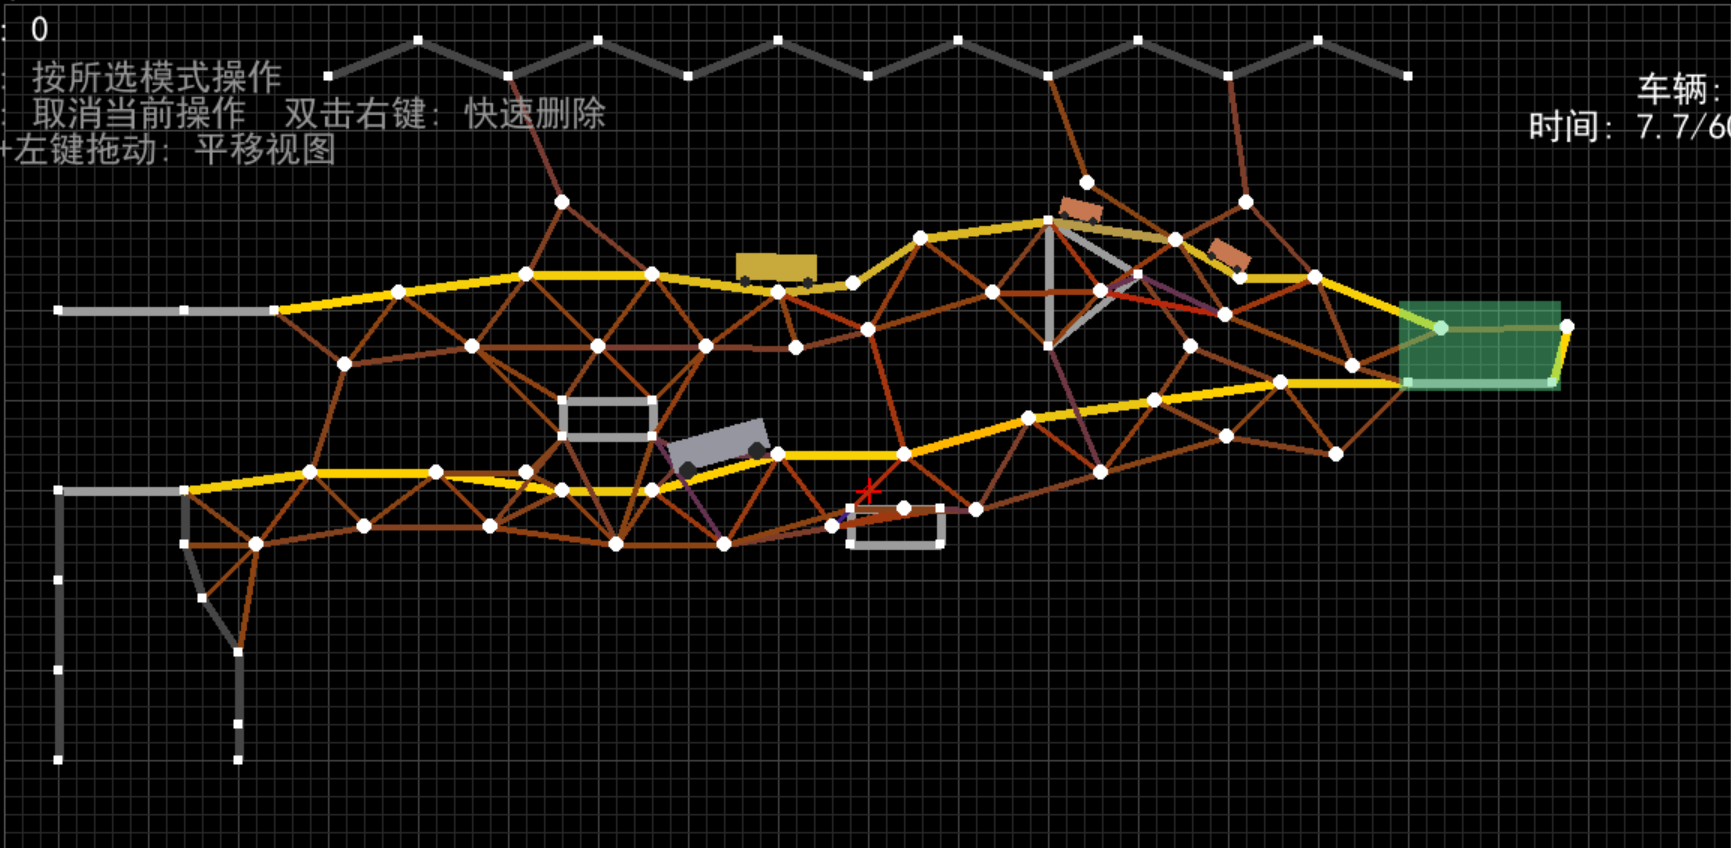 : 0
: 按所选模式操作
: 取消当前操作 双击右键: 快速删除
+左键拖动: 平移视图
车辆:
时间: 7.7/60